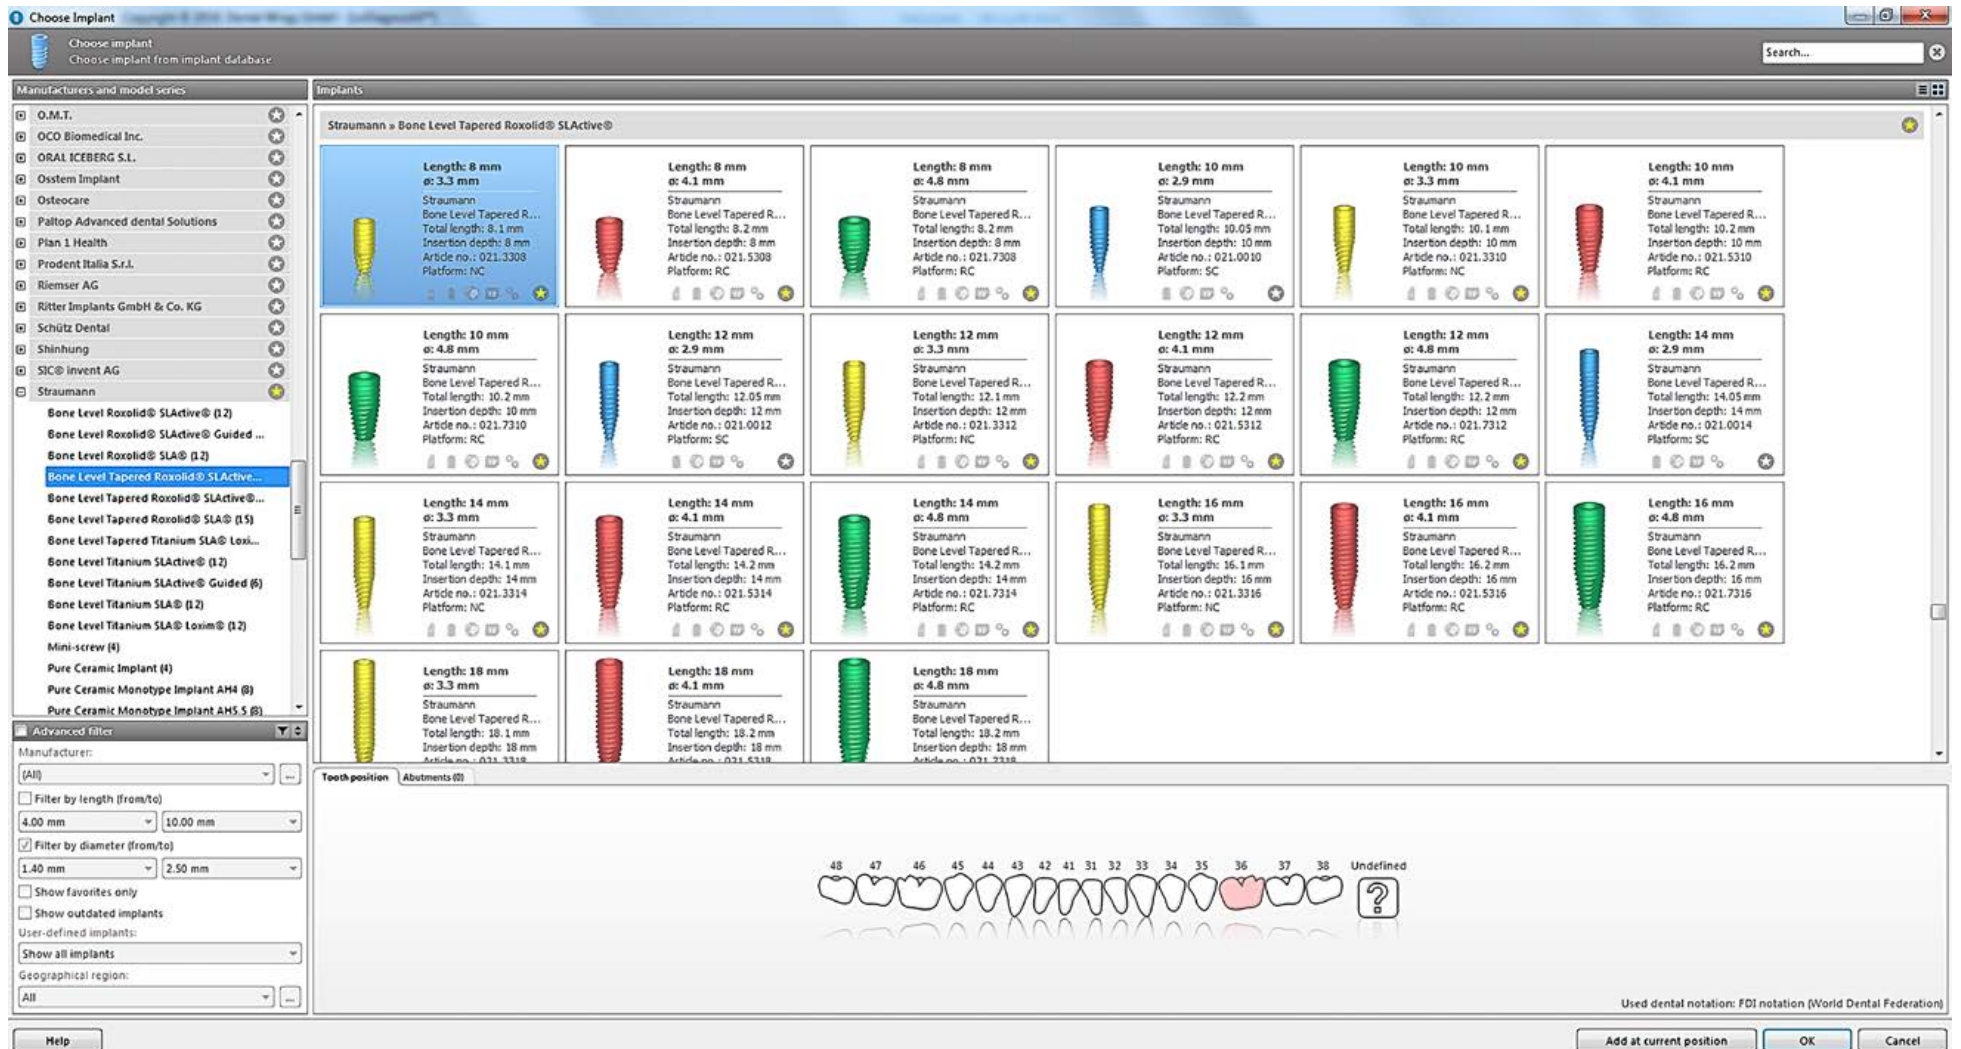 Choose Implant
Choose implant
Choose implant from implant database
Search...
Manufacturers and model series
O.M.T.
OCO Biomedical Inc.
ORAL ICEBERG S.L.
Osstem Implant
Osteocare
Paltop Advanced dental Solutions
Plan 1 Health
Prodent Italia S.r.l.
Riemser AG
Ritter Implants GmbH & Co. KG
Schütz Dental
Shinhung
SIC® invent AG
Straumann
Bone Level Roxolid® SLActive® (12)
Bone Level Roxolid® SLActive® Guided ...
Bone Level Roxolid® SLA® (12)
Bone Level Tapered Roxolid® SLActive...
Bone Level Tapered Roxolid® SLActive®...
Bone Level Tapered Roxolid® SLA® (15)
Bone Level Tapered Titanium SLA® Loxi...
Bone Level Titanium SLActive® (12)
Bone Level Titanium SLActive® Guided (6)
Bone Level Titanium SLA® (12)
Bone Level Titanium SLA® Loxim® (12)
Mini-screw (4)
Pure Ceramic Implant (4)
Pure Ceramic Monotype Implant AH4 (8)
Pure Ceramic Monotype Implant AH5.5 (8)
Advanced filter
Manufacturer:
(All)
...
Filter by length (from/to)
4.00 mm 10.00 mm
Filter by diameter (from/to)
1.40 mm 2.50 mm
Show favorites only
Show outdated implants
User-defined implants:
Show all implants
Geographical region:
All
...
Help
Implants
Straumann » Bone Level Tapered Roxolid® SLActive®
Length: 8 mm
ø: 3.3 mm
Straumann
Bone Level Tapered R...
Total length: 8.1 mm
Insertion depth: 8 mm
Article no.: 021.3308
Platform: NC
Length: 8 mm
ø: 4.1 mm
Straumann
Bone Level Tapered R...
Total length: 8.2 mm
Insertion depth: 8 mm
Article no.: 021.5308
Platform: RC
Length: 8 mm
ø: 4.8 mm
Straumann
Bone Level Tapered R...
Total length: 8.2 mm
Insertion depth: 8 mm
Article no.: 021.7308
Platform: RC
Length: 10 mm
ø: 2.9 mm
Straumann
Bone Level Tapered R...
Total length: 10.05 mm
Insertion depth: 10 mm
Article no.: 021.0010
Platform: SC
Length: 10 mm
ø: 3.3 mm
Straumann
Bone Level Tapered R...
Total length: 10.1 mm
Insertion depth: 10 mm
Article no.: 021.3310
Platform: NC
Length: 10 mm
ø: 4.1 mm
Straumann
Bone Level Tapered R...
Total length: 10.2 mm
Insertion depth: 10 mm
Article no.: 021.5310
Platform: RC
Length: 10 mm
ø: 4.8 mm
Straumann
Bone Level Tapered R...
Total length: 10.2 mm
Insertion depth: 10 mm
Article no.: 021.7310
Platform: RC
Length: 12 mm
ø: 2.9 mm
Straumann
Bone Level Tapered R...
Total length: 12.05 mm
Insertion depth: 12 mm
Article no.: 021.0012
Platform: SC
Length: 12 mm
ø: 3.3 mm
Straumann
Bone Level Tapered R...
Total length: 12.1 mm
Insertion depth: 12 mm
Article no.: 021.3312
Platform: NC
Length: 12 mm
ø: 4.1 mm
Straumann
Bone Level Tapered R...
Total length: 12.2 mm
Insertion depth: 12 mm
Article no.: 021.5312
Platform: RC
Length: 12 mm
ø: 4.8 mm
Straumann
Bone Level Tapered R...
Total length: 12.2 mm
Insertion depth: 12 mm
Article no.: 021.7312
Platform: RC
Length: 14 mm
ø: 2.9 mm
Straumann
Bone Level Tapered R...
Total length: 14.05 mm
Insertion depth: 14 mm
Article no.: 021.0014
Platform: SC
Length: 14 mm
ø: 3.3 mm
Straumann
Bone Level Tapered R...
Total length: 14.1 mm
Insertion depth: 14 mm
Article no.: 021.3314
Platform: NC
Length: 14 mm
ø: 4.1 mm
Straumann
Bone Level Tapered R...
Total length: 14.2 mm
Insertion depth: 14 mm
Article no.: 021.5314
Platform: RC
Length: 14 mm
ø: 4.8 mm
Straumann
Bone Level Tapered R...
Total length: 14.2 mm
Insertion depth: 14 mm
Article no.: 021.7314
Platform: RC
Length: 16 mm
ø: 3.3 mm
Straumann
Bone Level Tapered R...
Total length: 16.1 mm
Insertion depth: 16 mm
Article no.: 021.3316
Platform: NC
Length: 16 mm
ø: 4.1 mm
Straumann
Bone Level Tapered R...
Total length: 16.2 mm
Insertion depth: 16 mm
Article no.: 021.5316
Platform: RC
Length: 16 mm
ø: 4.8 mm
Straumann
Bone Level Tapered R...
Total length: 16.2 mm
Insertion depth: 16 mm
Article no.: 021.7316
Platform: RC
Length: 18 mm
ø: 3.3 mm
Straumann
Bone Level Tapered R...
Total length: 18.1 mm
Insertion depth: 18 mm
Article no.: 021.3318
Length: 18 mm
ø: 4.1 mm
Straumann
Bone Level Tapered R...
Total length: 18.2 mm
Insertion depth: 18 mm
Article no.: 021.5318
Length: 18 mm
ø: 4.8 mm
Straumann
Bone Level Tapered R...
Total length: 18.2 mm
Insertion depth: 18 mm
Article no.: 021.7318
Tooth position Abutments (0)
48 47 46 45 44 43 42 41 31 32 33 34 35 36 37 38 Undefined
?
Used dental notation: FDI notation (World Dental Federation)
Add at current position OK Cancel